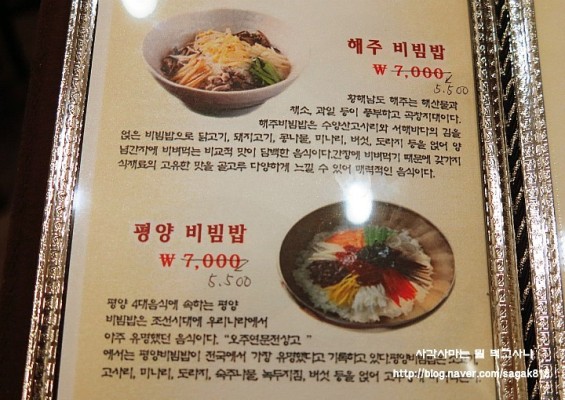 해주 비빔밥
₩ 7,000
5.500
황해남도 해주는 해산물과
채소, 과일 등이 풍부하고 곡창지대이다.
해주비빔밥은 수양산고사리와 서해바다의 김을
얹은 비빔밥으로 닭고기, 돼지고기, 콩나물, 미나리, 버섯, 도라지 등을 얹어 양
념간장에 비벼먹는 비교적 맛이 담백한 음식이다.간장에 비벼먹기 때문에 갖가지
식재료의 고유한 맛을 골고루 다양하게 느낄 수 있어 매력적인 음식이다.
평양 비빔밥
₩ 7,000
5.500
평양 4대음식에 속하는 평양
비빔밥은 조선시대에 우리나라에서
아주 유명했던 음식이다. "오주연문전상고 "
에서는 평양비빔밥이 전국에서 가장 유명했다고 기록하고 있다.평양비빔밥은
고사리, 미나리, 도라지, 숙주나물, 녹두지짐, 버섯 등을 얹어
사각사각는 뭘 먹고사나
http://blog.naver.com/sagak818